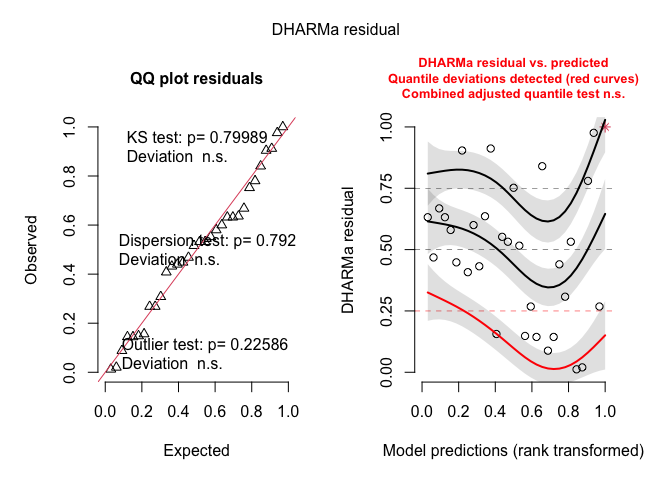 DHARMa residual
QQ plot residuals
KS test: p= 0.79989
Deviation n.s.
Dispersion test: p= 0.792
Deviation n.s.
Outlier test: p= 0.22586
Deviation n.s.
Observed
0.0 0.2 0.4 0.6 0.8 1.0
0.0 0.2 0.4 0.6 0.8 1.0
Expected
DHARMa residual vs. predicted
Quantile deviations detected (red curves)
Combined adjusted quantile test n.s.
DHARMa residual
0.00 0.25 0.50 0.75 1.00
0.0 0.2 0.4 0.6 0.8 1.0
Model predictions (rank transformed)